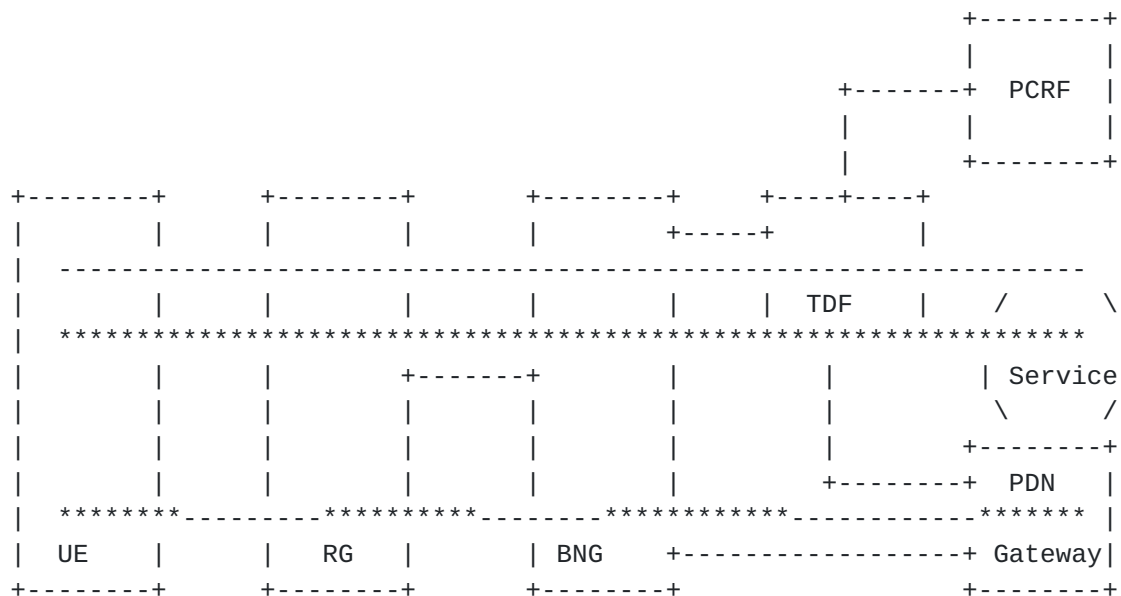 PCRF
TDF
Service
PDN
UE RG BNG Gateway